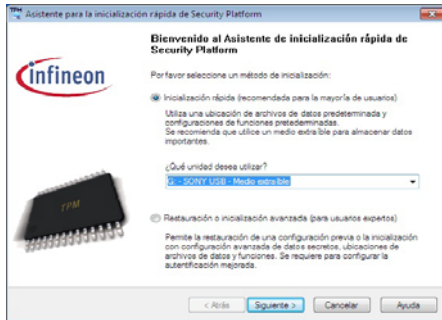 Asistente para la inicialización rápida de Security Platform
Bienvenido al Asistente de inicialización rápida de
Security Platform
Infineon
Por favor seleccione un método de inicialización:
Inicialización rápida (recomendada para la mayoría de usuarios)
Utiliza una ubicación de archivos de datos predeterminada y
configuraciones de funciones predeterminadas.
Se recomienda que utilice un medio extraíble para almacenar datos
importantes.
¿Qué unidad desea utilizar?
G: - SONY USB - Medio extraíble
TPM
Restauración o inicialización avanzada (para usuarios expertos)
Permite la restauración de una configuración previa o la inicialización
con configuración avanzada de datos secretos, ubicaciones de
archivos de datos y funciones. Se requiere para configurar la
autentificación mejorada.
< Atrás
Siguiente >
Cancelar
Ayuda